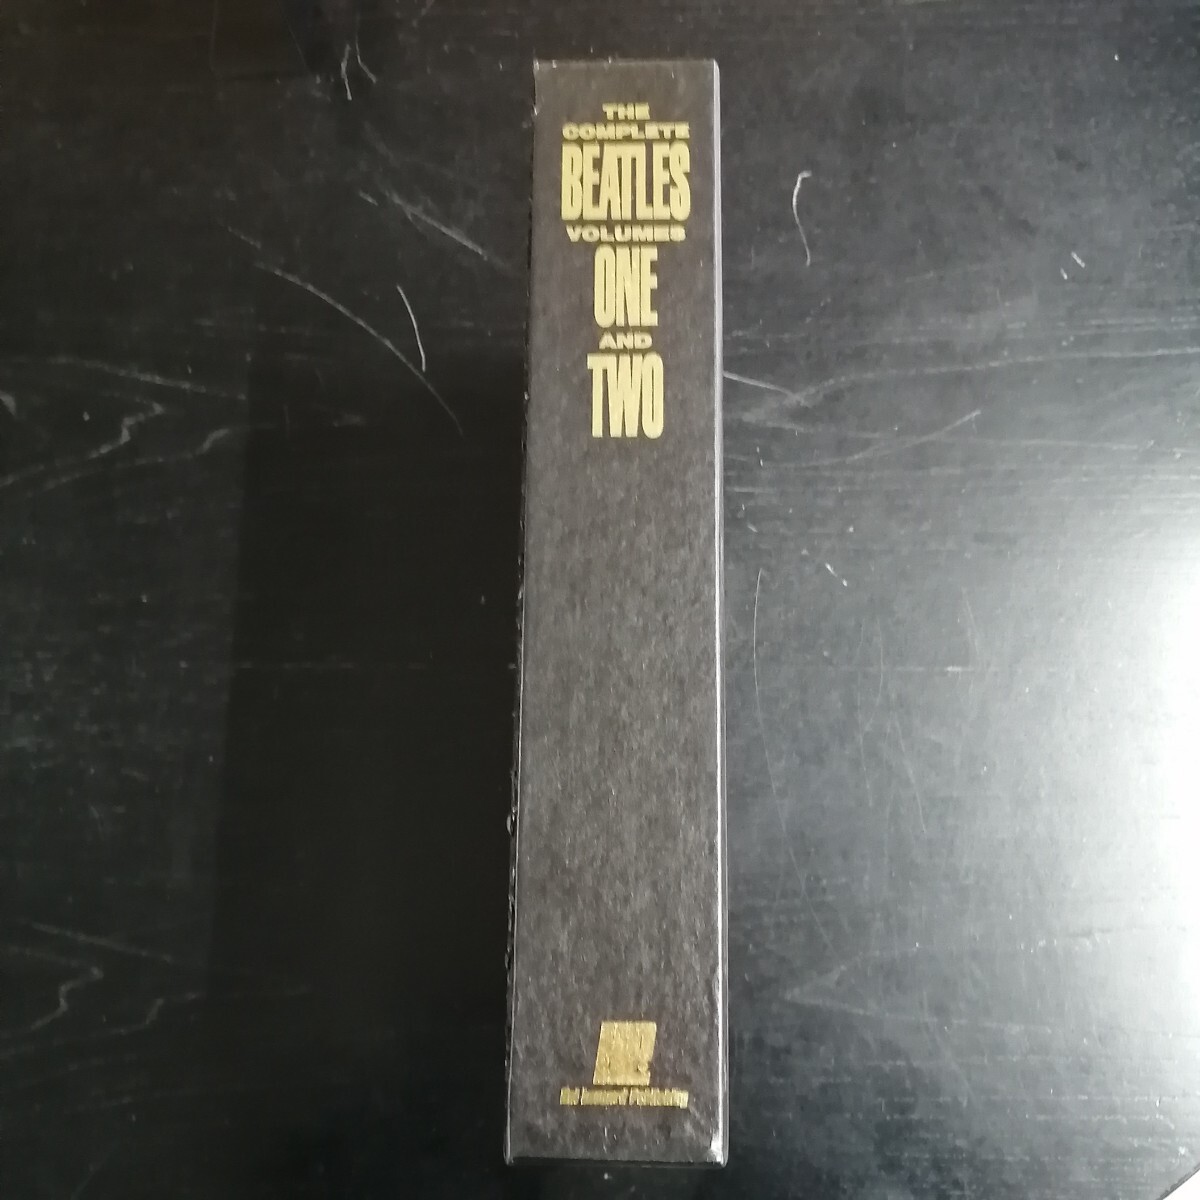 THE
COMPLETE
BEATLES
VOLUMES
ONE
AND
TWO
Hal Leonard Publishing